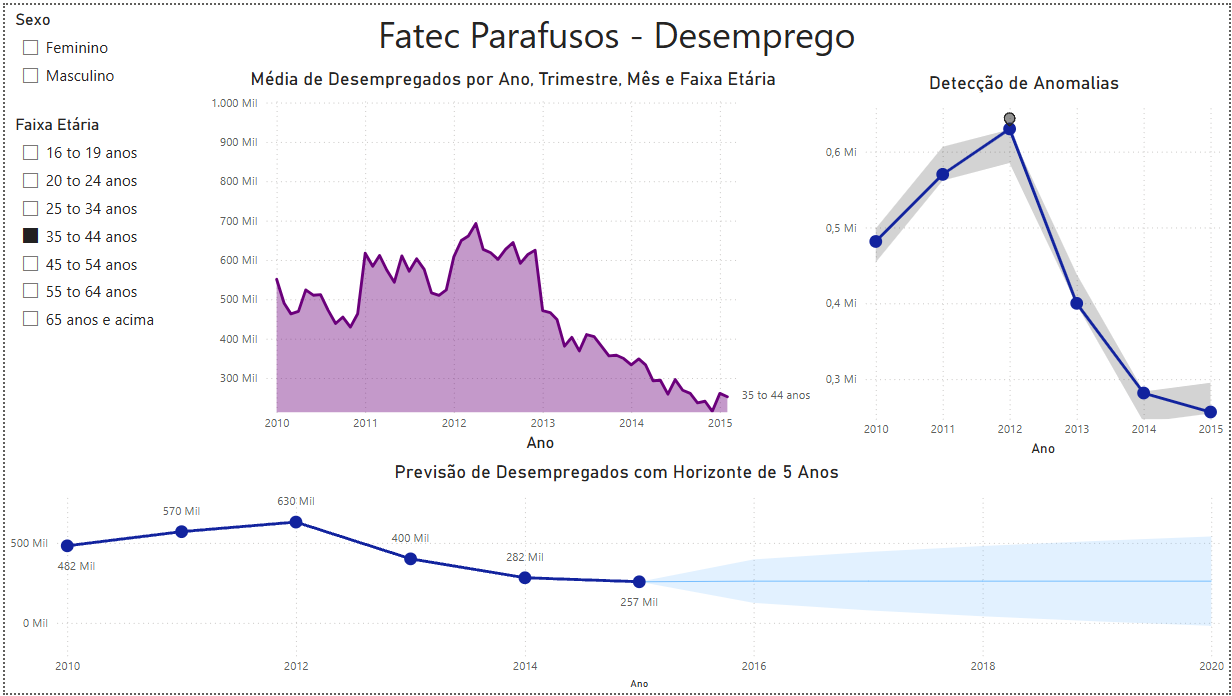 Sexo
Feminino
Masculino
Faixa Etária
16 to 19 anos
20 to 24 anos
25 to 34 anos
35 to 44 anos
45 to 54 anos
55 to 64 anos
65 anos e acima
Fatec Parafusos - Desemprego
Média de Desempregados por Ano, Trimestre, Mês e Faixa Etária
1.000 Mil
900 Mil
800 Mil
700 Mil
600 Mil
500 Mil
400 Mil
300 Mil
35 to 44 anos
2010 2011 2012 2013 2014 2015
Ano
Detecção de Anomalias
0,6 Mi
0,5 Mi
0,4 Mi
0,3 Mi
2010 2011 2012 2013 2014 2015
Ano
Previsão de Desempregados com Horizonte de 5 Anos
500 Mil
0 Mil
482 Mil
570 Mil
630 Mil
400 Mil
282 Mil
257 Mil
2010 2012 2014 2016 2018 2020
Ano